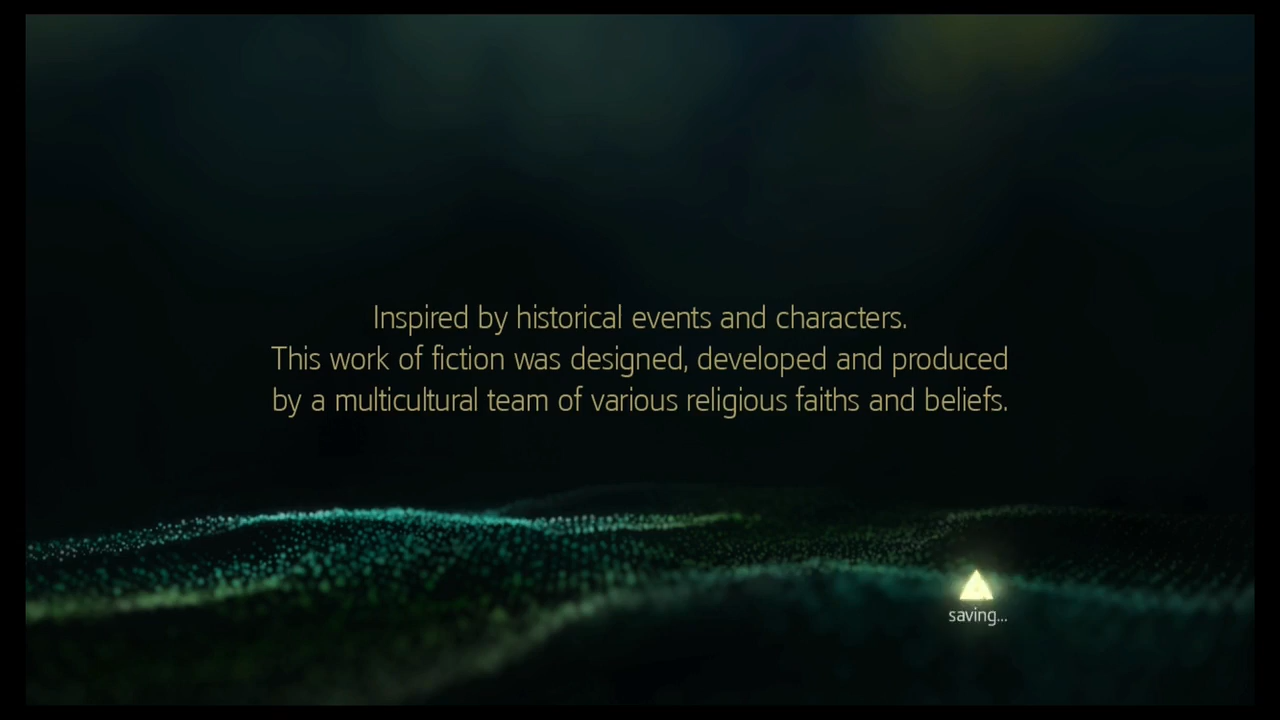 Inspired by historical events and characters.
This work of fiction was designed, developed and produced
by a multicultural team of various religious faiths and beliefs.
saving...